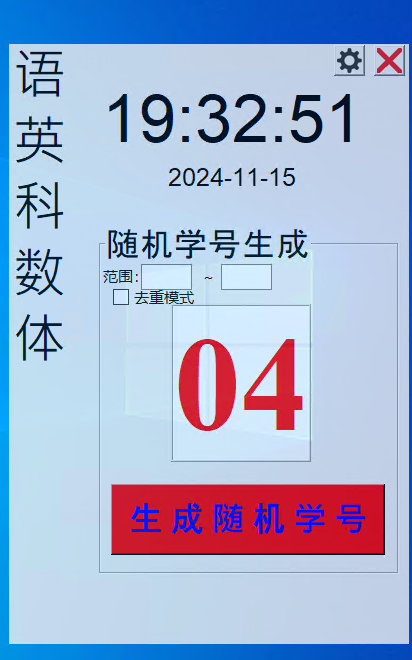 语
英
科
数
体
19:32:51
2024-11-15
随机学号生成
范围: ~
去重模式
04
生成随机学号